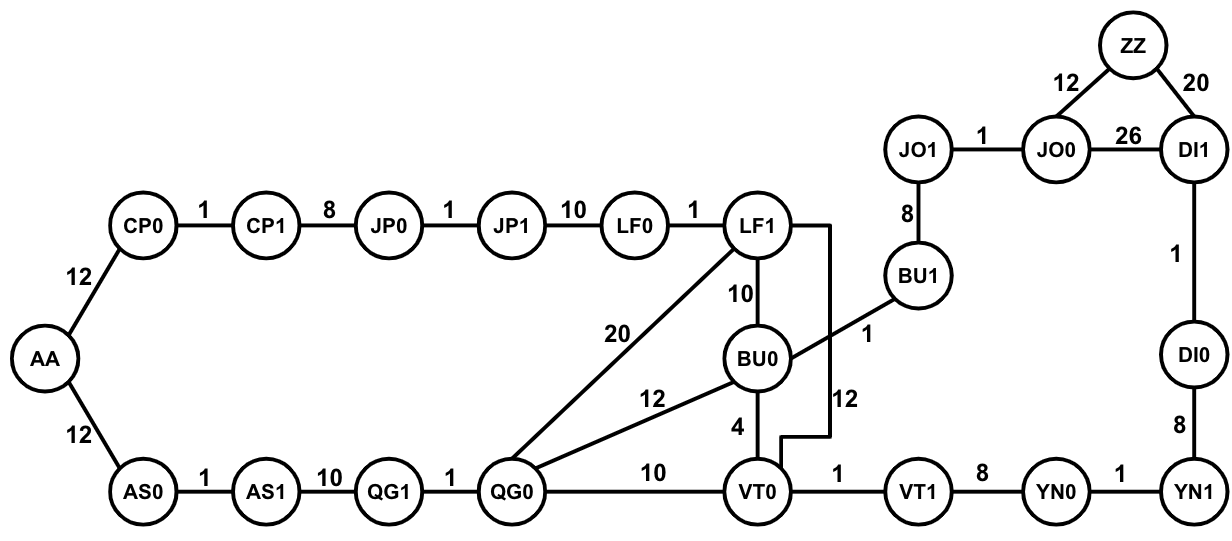 ZZ
12 20
JO1 1 JO0 26 DI1
8
CP0 1 CP1 8 JP0 1 JP1 10 LF0 1 LF1
1
12
BU1
10
20
1
AA
BU0
DI0
12
12
4
8
12
AS0 1 AS1 10 QG1 1 QG0 10 VT0 1 VT1 8 YN0 1 YN1